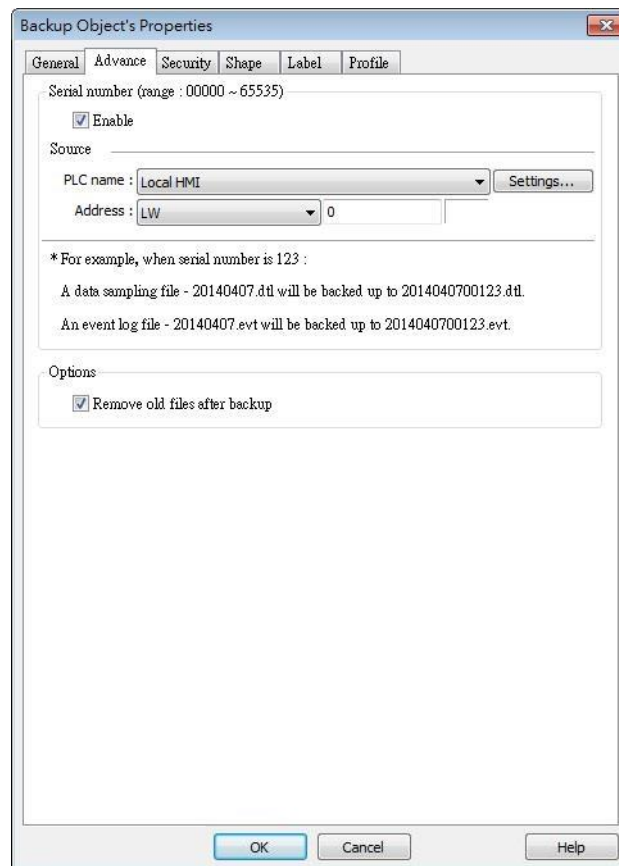 Backup Object's Properties
General Advance Security Shape Label Profile
Serial number (range : 00000 ~ 65535)
Enable
Source
PLC name : Local HMI Settings...
Address : LW 0
* For example, when serial number is 123 :
A data sampling file - 20140407.dtl will be backed up to 2014040700123.dtl.
An event log file - 20140407.evt will be backed up to 2014040700123.evt.
Options
Remove old files after backup
OK Cancel Help